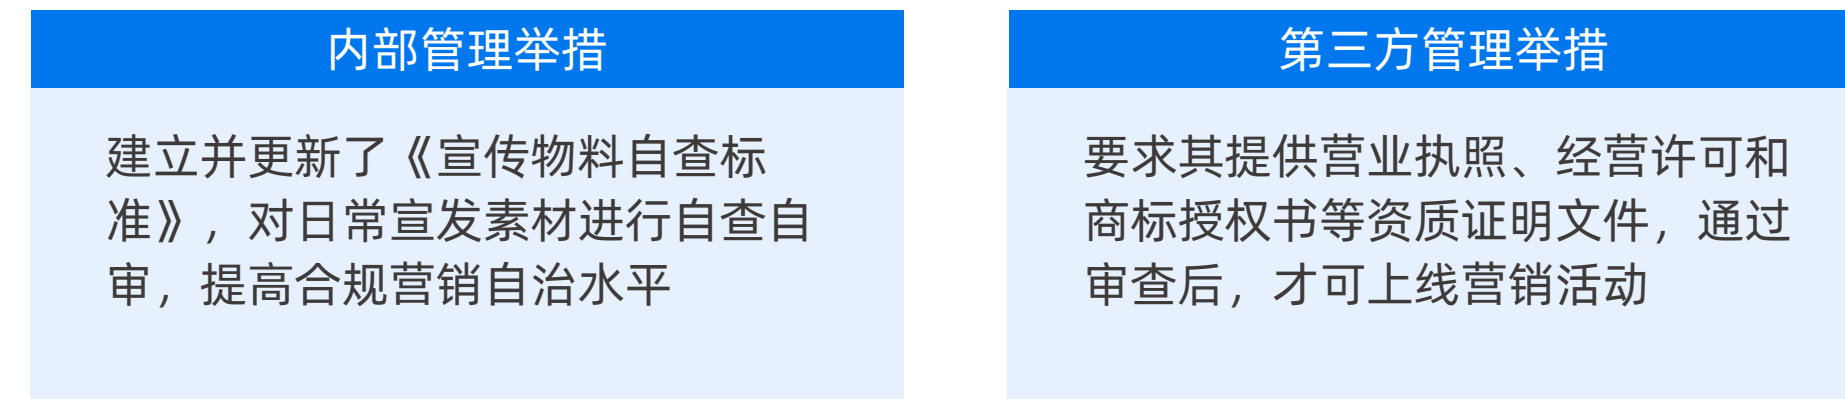 内部管理举措
建立并更新了《宣传物料自查标
准》，对日常宣发素材进行自查自
审，提高合规营销自治水平
第三方管理举措
要求其提供营业执照、经营许可和
商标授权书等资质证明文件，通过
审查后，才可上线营销活动